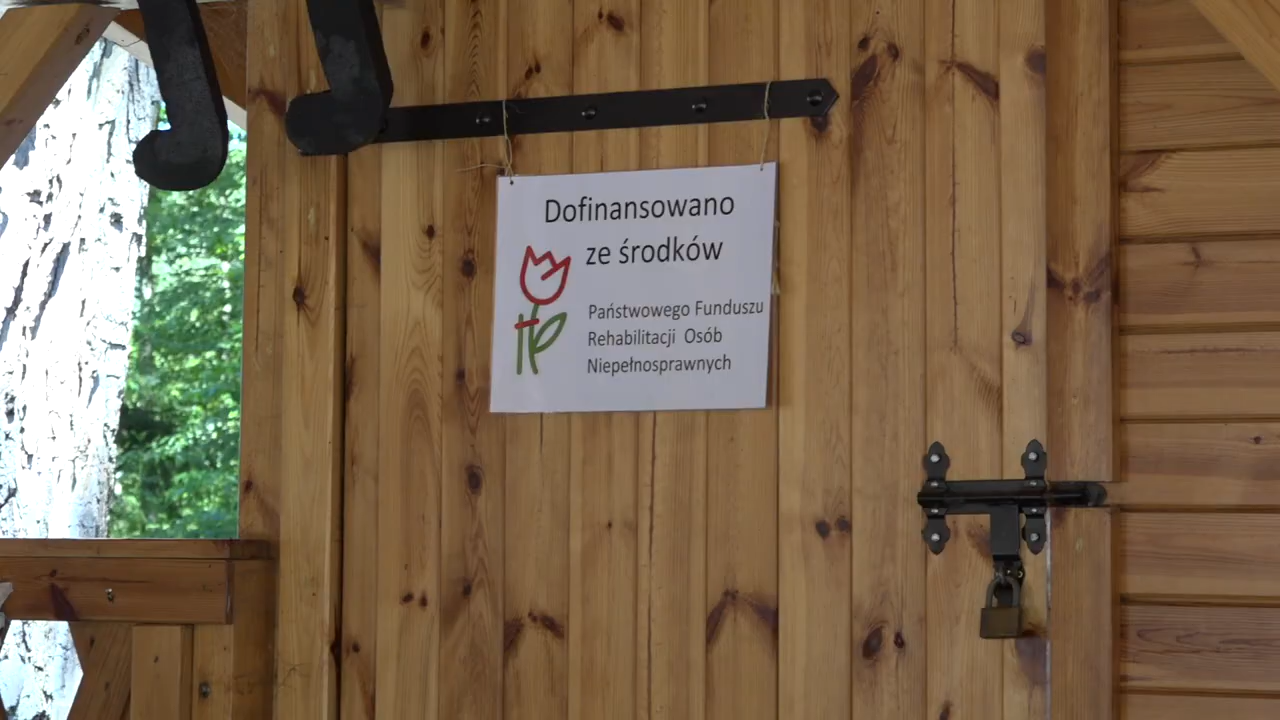 Dofinansowano
ze środków
Państwowego Funduszu
Rehabilitacji Osób
Niepełnosprawnych